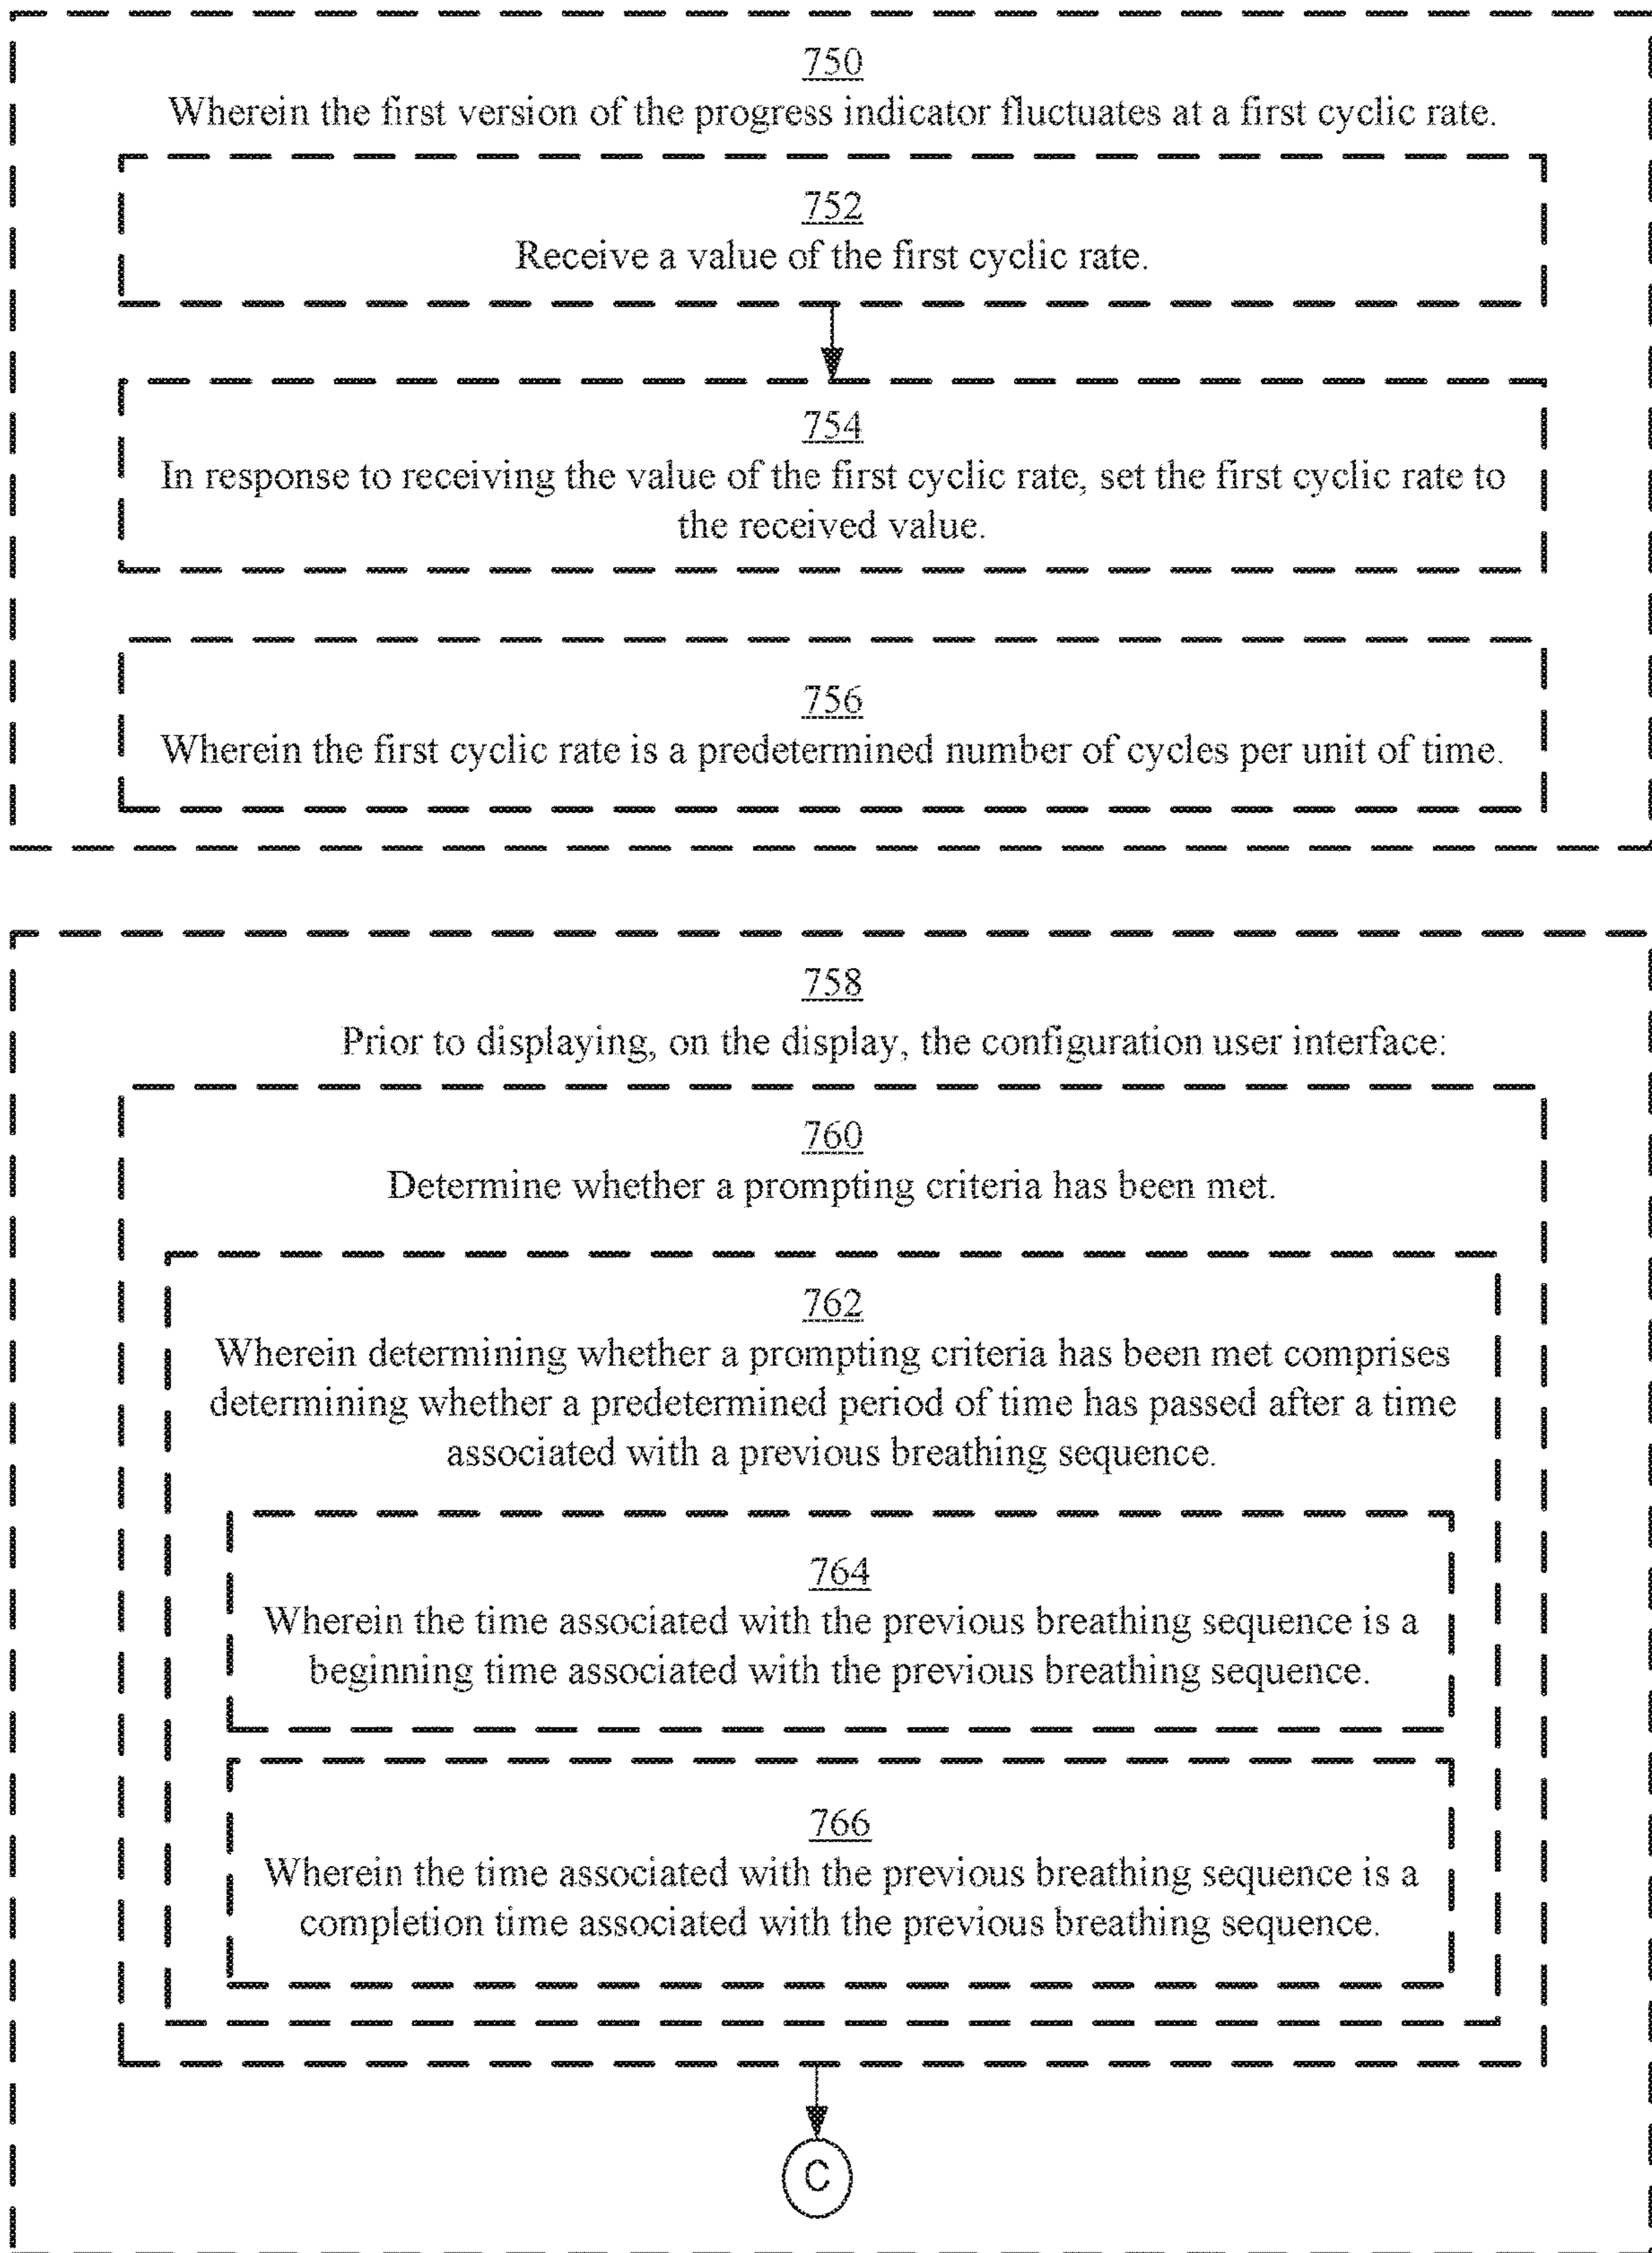 750
Wherein the first version of the progress indicator fluctuates at a first cyclic rate.
752
Receive a value of the first cyclic rate.
754
In response to receiving the value of the first cyclic rate, set the first cyclic rate to
the received value.
756
Wherein the first cyclic rate is a predetermined number of cycles per unit of time.
758
Prior to displaying, on the display, the configuration user interface:
760
Determine whether a prompting criteria has been met.
762
Wherein determining whether a prompting criteria has been met comprises
determining whether a predetermined period of time has passed after a time
associated with a previous breathing sequence.
764
Wherein the time associated with the previous breathing sequence is a
beginning time associated with the previous breathing sequence.
766
Wherein the time associated with the previous breathing sequence is a
completion time associated with the previous breathing sequence.
C